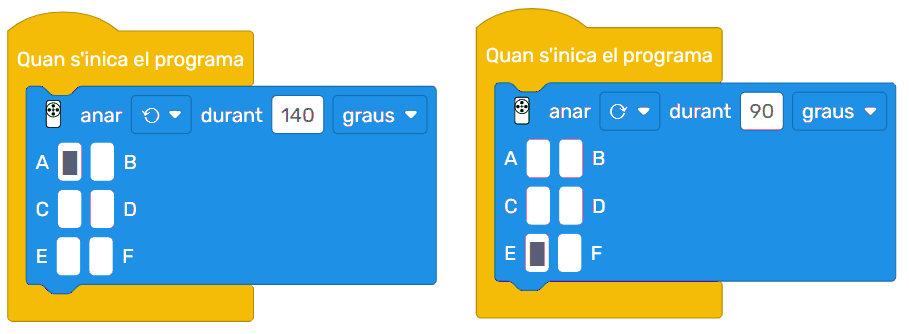 Quan s'inica el programa
anar durant 140 graus
A B
C D
E F
Quan s'inica el programa
anar durant 90 graus
A B
C D
E F